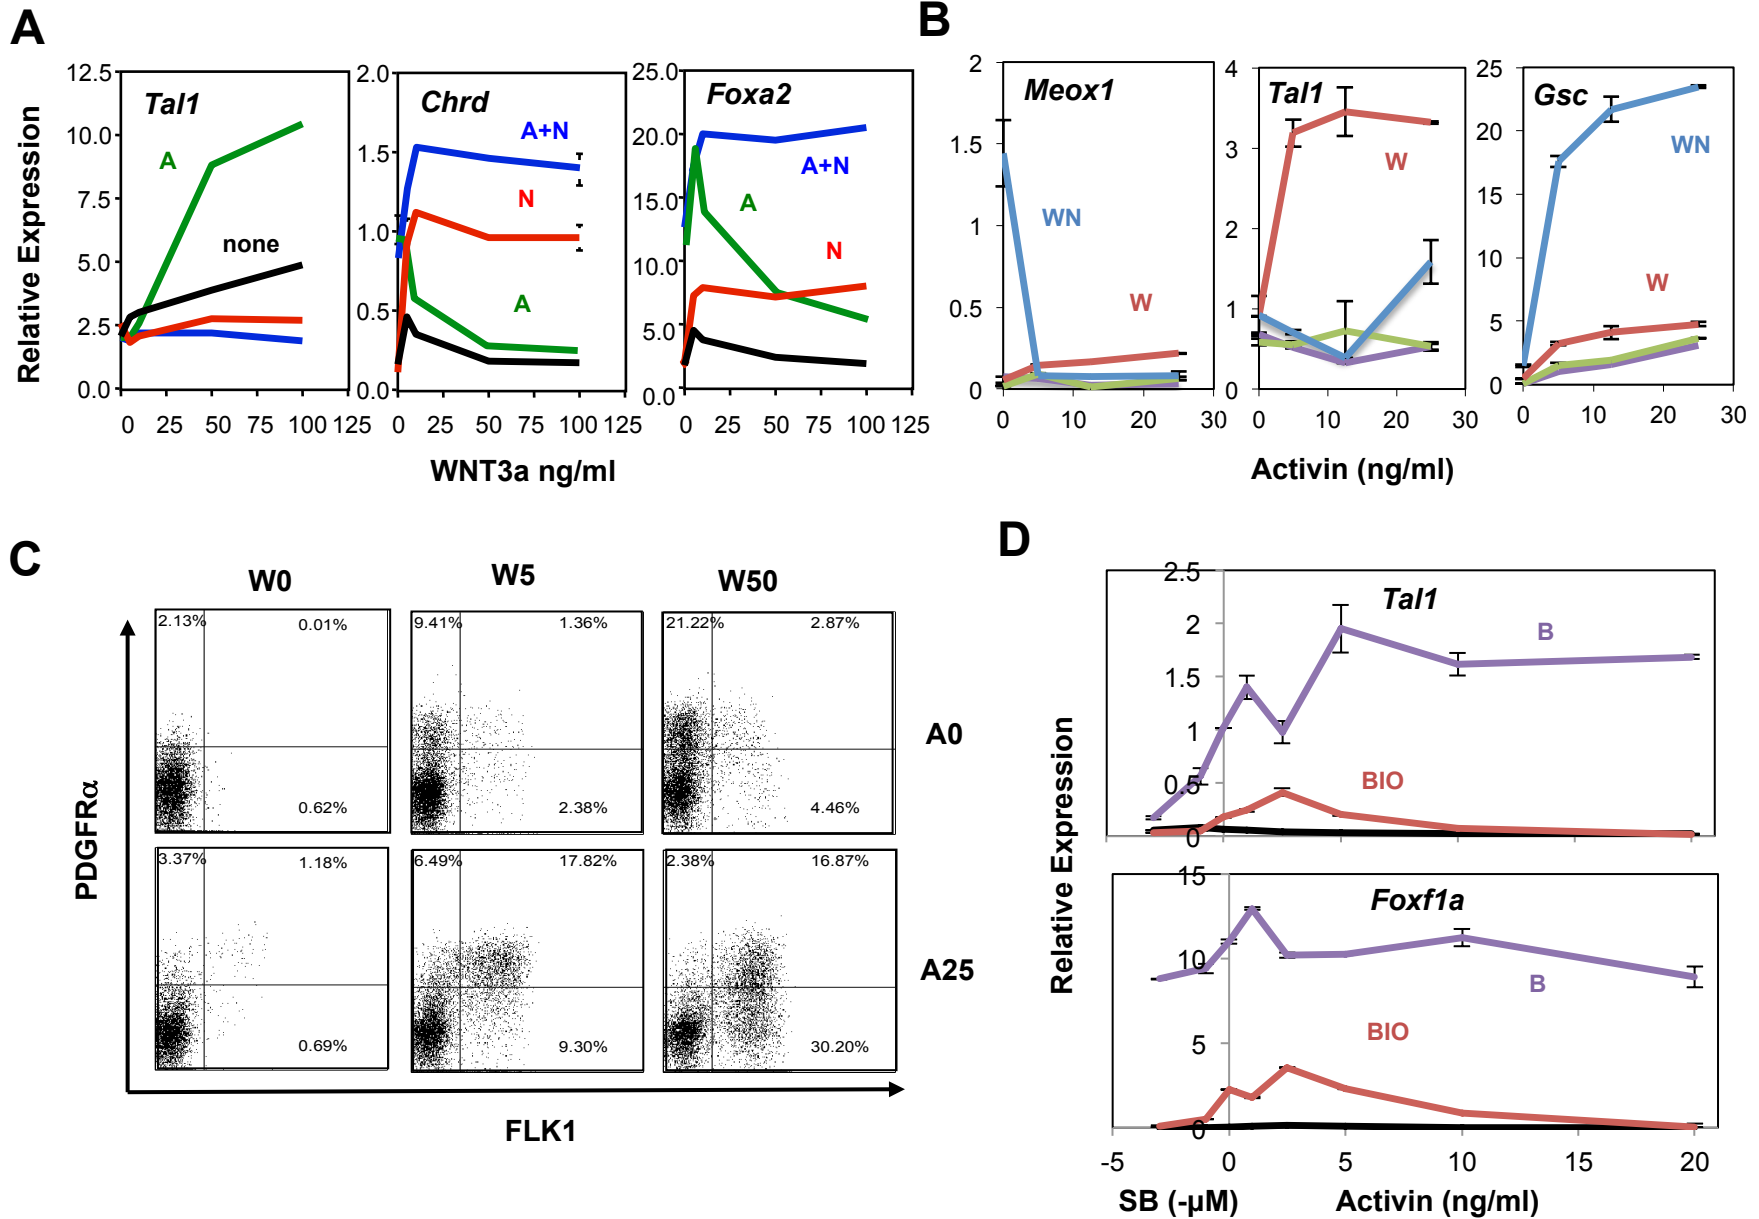 A
Relative Expression
12.5
10.0
7.5
5.0
2.5
0.0
Tal1
A
none
0 25 50 75 100 125
2.0
1.5
1.0
0.5
0.0
Chrd
A+N
N
A
0 25 50 75 100 125
25.0
20.0
15.0
10.0
5.0
0.0
Foxa2
A+N
A
N
0 25 50 75 100 125
WNT3a ng/ml
B
2
1.5
1
0.5
0
Meox1
WN
W
0 10 20 30
4
3
2
1
0
Tal1
W
0 10 20 30
25
20
15
10
5
0
Gsc
WN
W
0 10 20 30
Activin (ng/ml)
C
W0 W5 W50
2.13% 0.01%
0.62%
9.41% 1.36%
2.38%
21.22% 2.87%
4.46%
A0
3.37% 1.18%
0.69%
6.49% 17.82%
9.30%
2.38% 16.87%
30.20%
A25
PDGFRα
FLK1
D
Relative Expression
2.5
2
1.5
1
0.5
0
Tal1
B
BIO
15
10
5
0
Foxf1a
B
BIO
-5 0 5 10 15 20
SB (-µM) Activin (ng/ml)